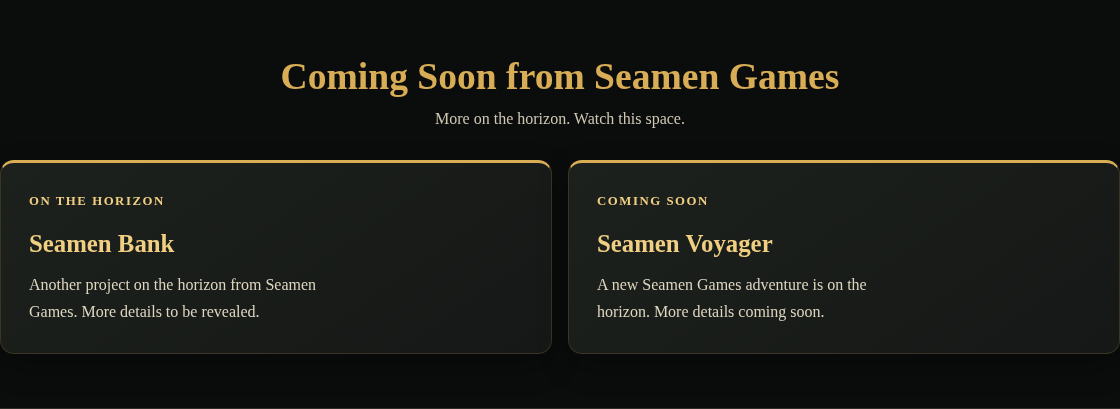 Coming Soon from Seamen Games
More on the horizon. Watch this space.
ON THE HORIZON
Seamen Bank
Another project on the horizon from Seamen
Games. More details to be revealed.
COMING SOON
Seamen Voyager
A new Seamen Games adventure is on the
horizon. More details coming soon.